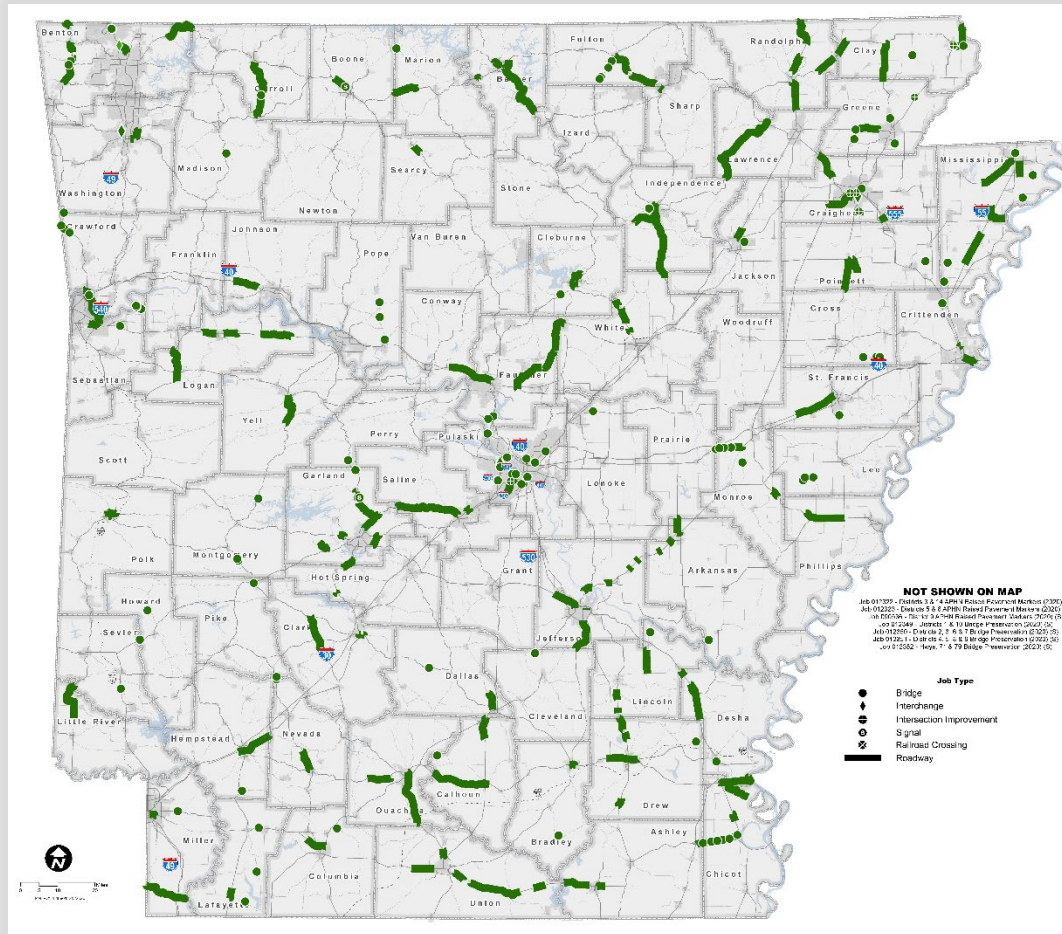 Benton
Carroll
Boone
Marion
Baxter
Fulton
Randolph
Clay
Greene
Sharp
Izard
Lawrence
Mississippi
Madison
Washington
49
Searcy
Stone
Independence
Craighead
555
55
Newton
Crawford
Johnson
Franklin
40
Pope
Van Buren
Cleburne
Jackson
Poinsett
540
Conway
White
Woodruff
Cross
Crittenden
Sebastian
Logan
Faulkner
40
St. Francis
Yell
Perry
Pulaski
40
Prairie
Scott
Garland
Saline
Lonoke
Lee
Monroe
Polk
Montgomery
Hot Spring
530
Grant
Arkansas
Phillips
Howard
Pike
Clark
30
Jefferson
Sevier
Dallas
Lincoln
Cleveland
Desha
Little River
Hempstead
Nevada
Calhoun
Ouachita
Drew
Miller
Bradley
Ashley
49
Columbia
Chicot
Lafayette
Union
N
NOT SHOWN ON MAP
Job Type
Bridge
Interchange
Intersection Improvement
S Signal
Railroad Crossing
Roadway